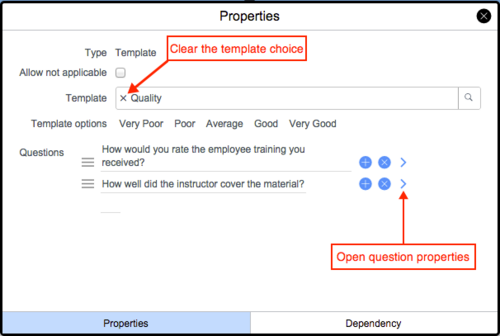 Properties
Type Template
Clear the template choice
Allow not applicable
Template × Quality
Template options Very Poor Poor Average Good Very Good
Questions How would you rate the employee training you
received?
How well did the instructor cover the material?
Open question properties
Properties Dependency